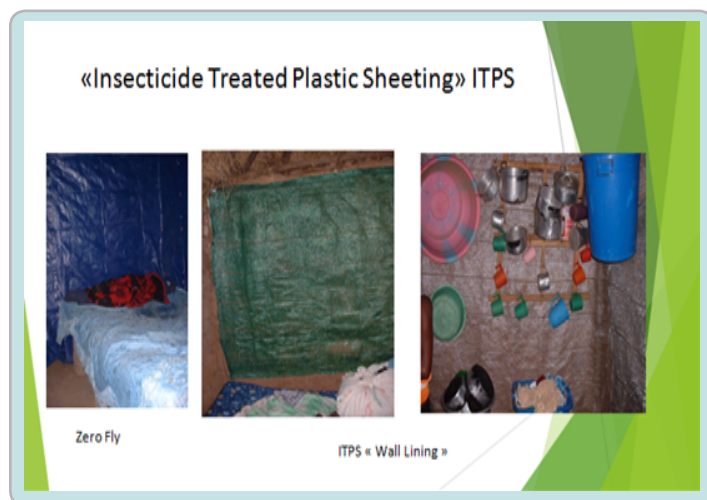 «Insecticide Treated Plastic Sheeting» ITPS
Zero Fly
ITPS « Wall Lining »